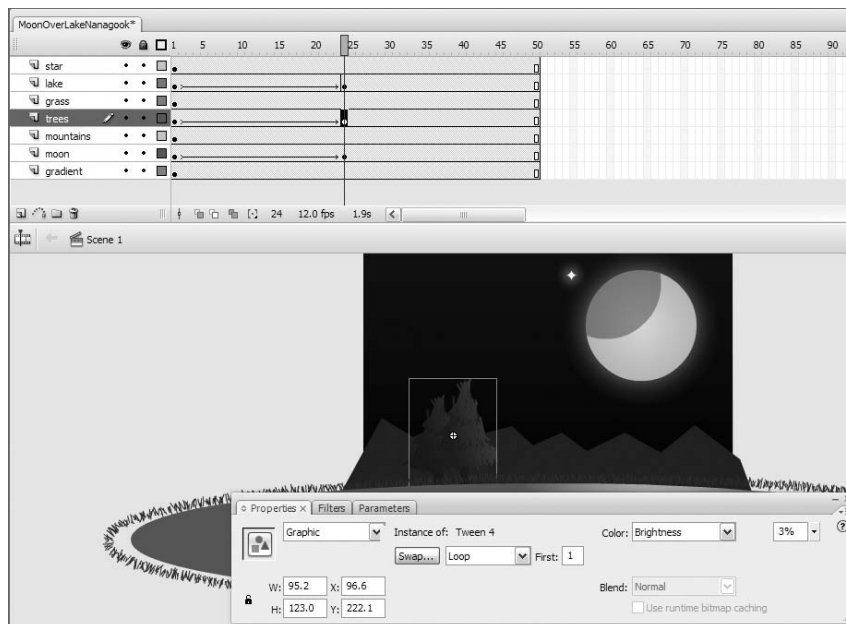 MoonOverLakeNanagook*
1 5 10 15 20 25 30 35 40 45 50 55 60 65 70 75 80 85 90
star
lake
grass
trees
mountains
moon
gradient
24 12.0 fps 1.9s
Scene 1
Properties × Filters Parameters
Graphic Instance of: Tween 4 Color: Brightness 3%
Swap... Loop First: 1
W: 95.2 X: 96.6 Blend: Normal
H: 123.0 Y: 222.1 Use runtime bitmap caching